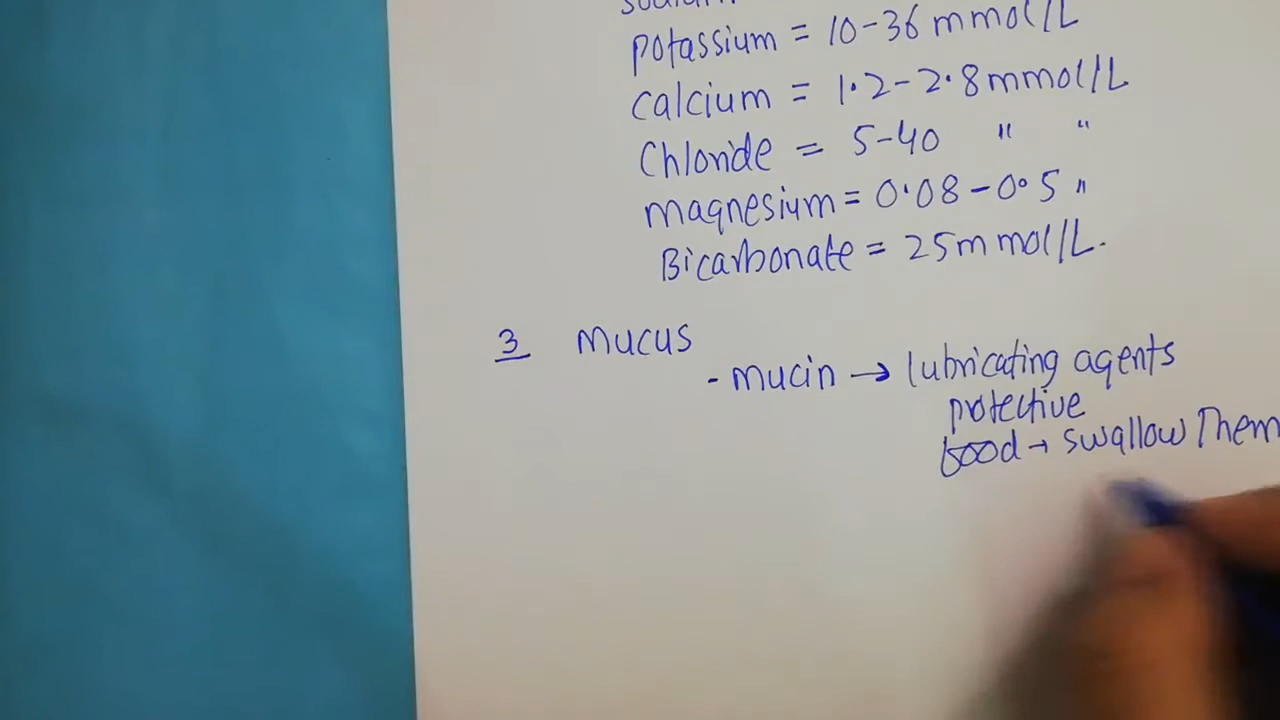 potassium = 10-36 mmol/L
calcium = 1.2-2.8 mmol/L
Chloride = 5-40 " "
magnesium = 0.08-0.5 "
Bicarbonate = 25 m mol/L.
3 Mucus
- mucin → lubricating agents
protective
food → swallow Them